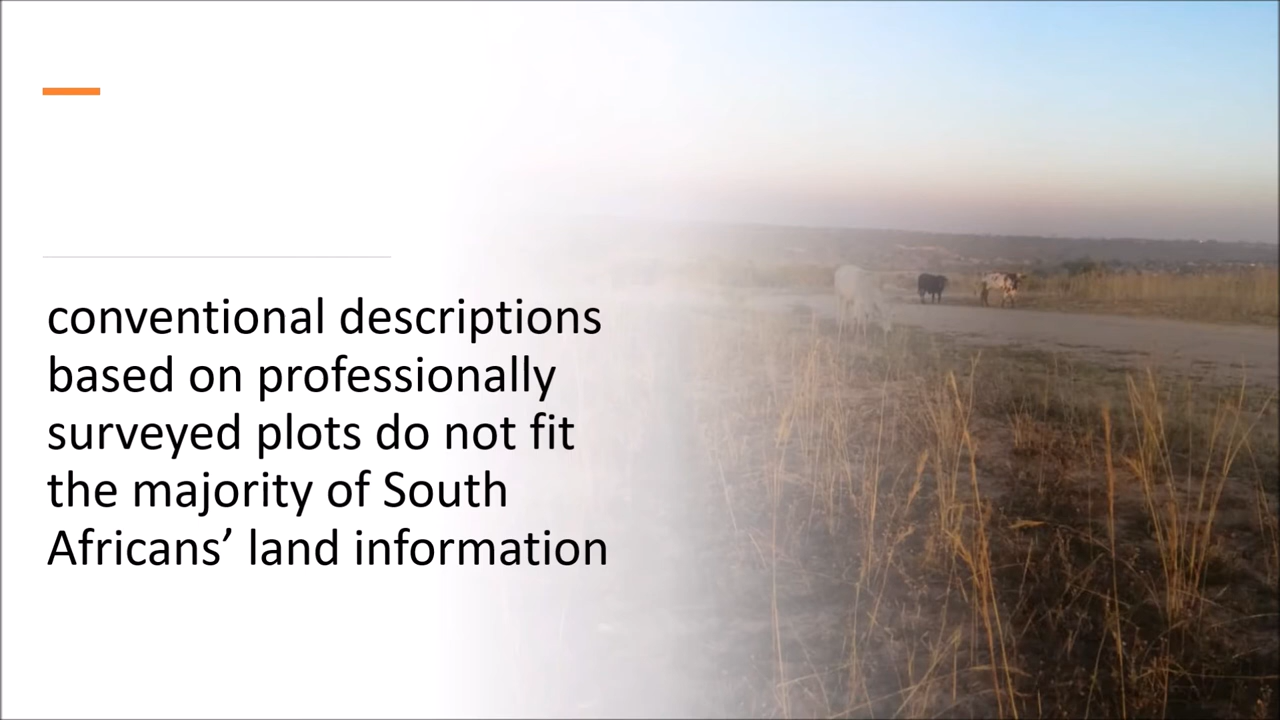 conventional descriptions
based on professionally
surveyed plots do not fit
the majority of South
Africans’ land information